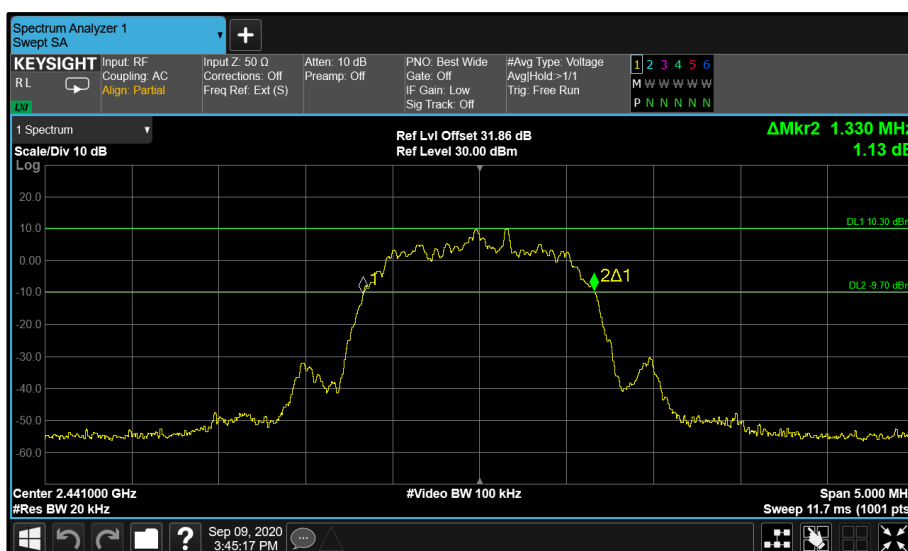 Spectrum Analyzer 1
Swept SA
KEYSIGHT
RL
LXI
Input: RF
Coupling: AC
Align: Partial
Input Z: 50 Ω
Corrections: Off
Freq Ref: Ext (S)
Atten: 10 dB
Preamp: Off
PNO: Best Wide
Gate: Off
IF Gain: Low
Sig Track: Off
#Avg Type: Voltage
Avg|Hold:>1/1
Trig: Free Run
1 2 3 4 5 6
M W W W W W
P N N N N N
1 Spectrum
Scale/Div 10 dB
Log
Ref Lvl Offset 31.86 dB
Ref Level 30.00 dBm
ΔMkr2 1.330 MHz
1.13 dB
20.0
10.0
DL1 10.30 dBm
0.00
1
2Δ1
-10.0
DL2 -9.70 dBm
-20.0
-30.0
-40.0
-50.0
-60.0
Center 2.441000 GHz
#Res BW 20 kHz
#Video BW 100 kHz
Span 5.000 MH
Sweep 11.7 ms (1001 pts
?
Sep 09, 2020
3:45:17 PM